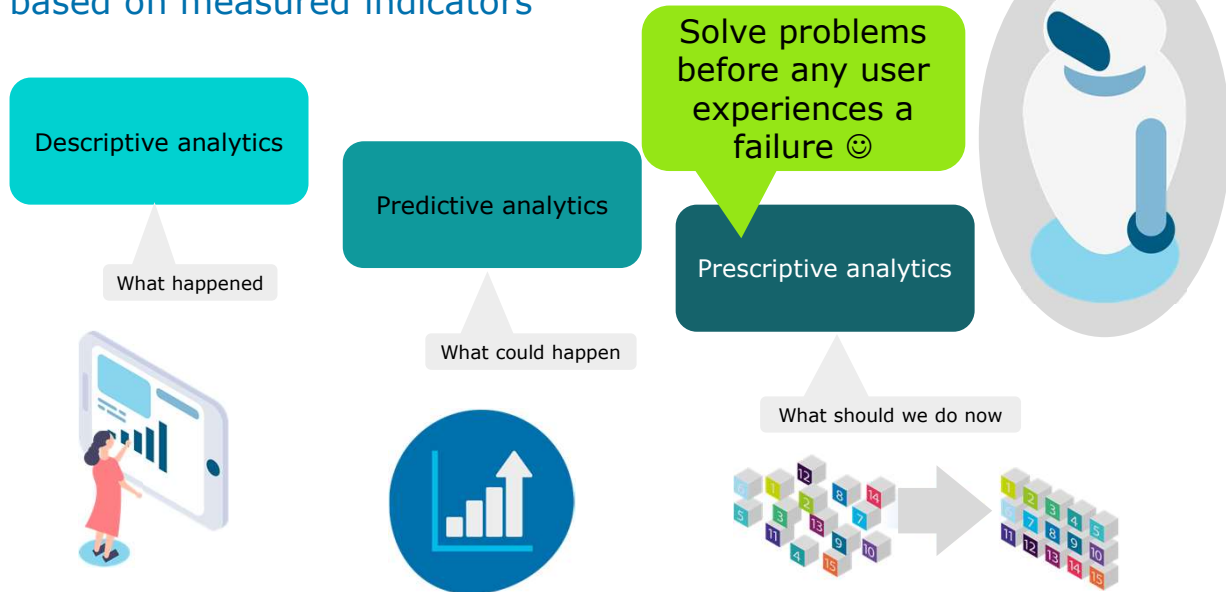 based on measured indicators
Solve problems
before any user
experiences a
failure ☺
Descriptive analytics
Predictive analytics
Prescriptive analytics
What happened
What could happen
What should we do now
12
6 1 8 14
2
5 3 13 7
11 9 10
4 15
1 2 3 4 5
6 7 8 9 10
11 12 13 14 15